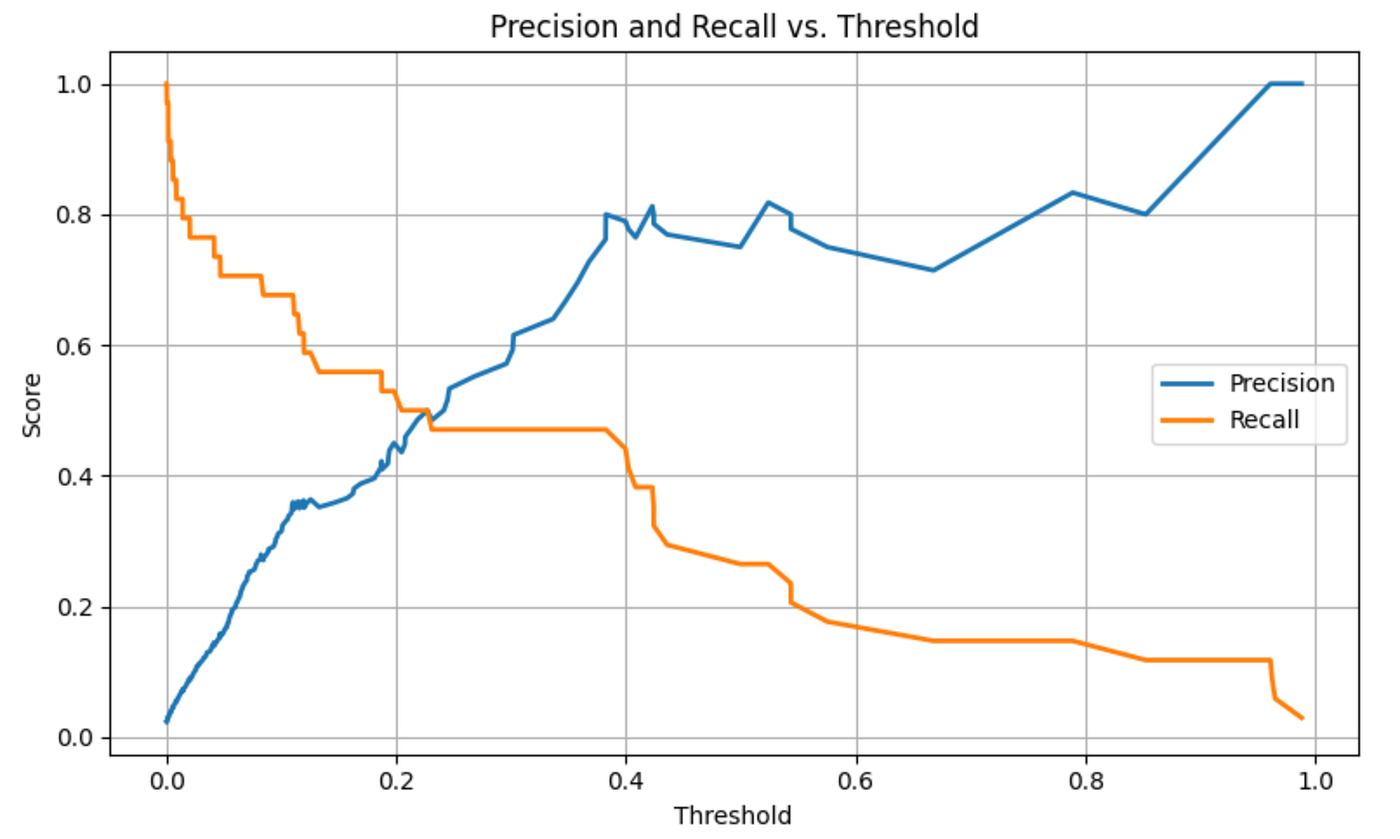 Precision and Recall vs. Threshold
Score
1.0
0.8
0.6
0.4
0.2
0.0
Precision
Recall
0.0 0.2 0.4 0.6 0.8 1.0
Threshold